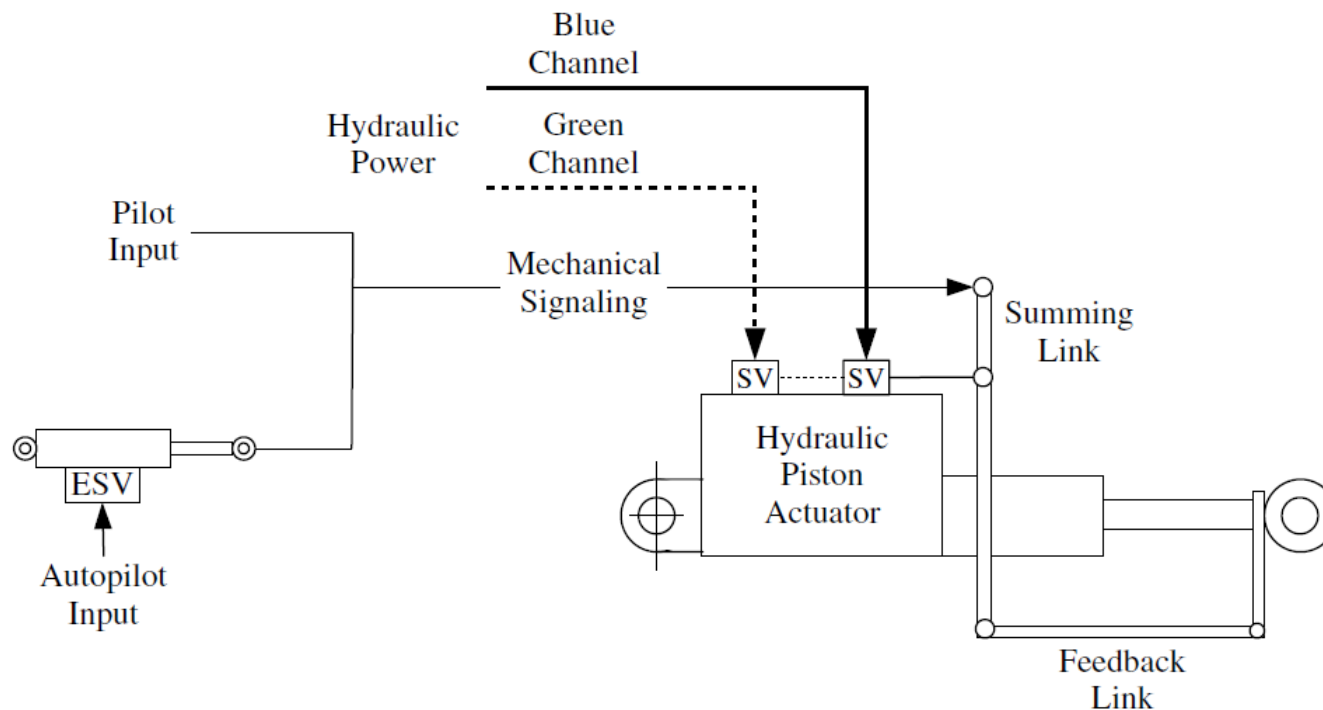 Blue
Channel
Hydraulic
Power
Green
Channel
Pilot
Input
Mechanical
Signaling
Summing
Link
SV
SV
Hydraulic
Piston
Actuator
ESV
Autopilot
Input
Feedback
Link